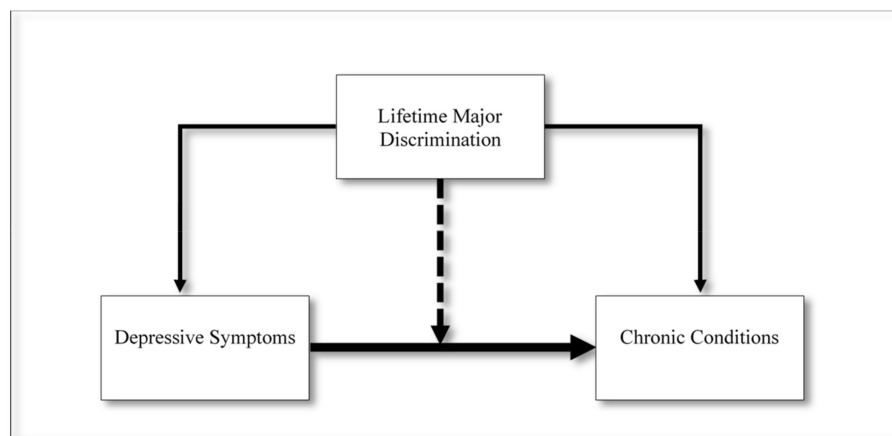 Lifetime Major
Discrimination
Depressive Symptoms
Chronic Conditions